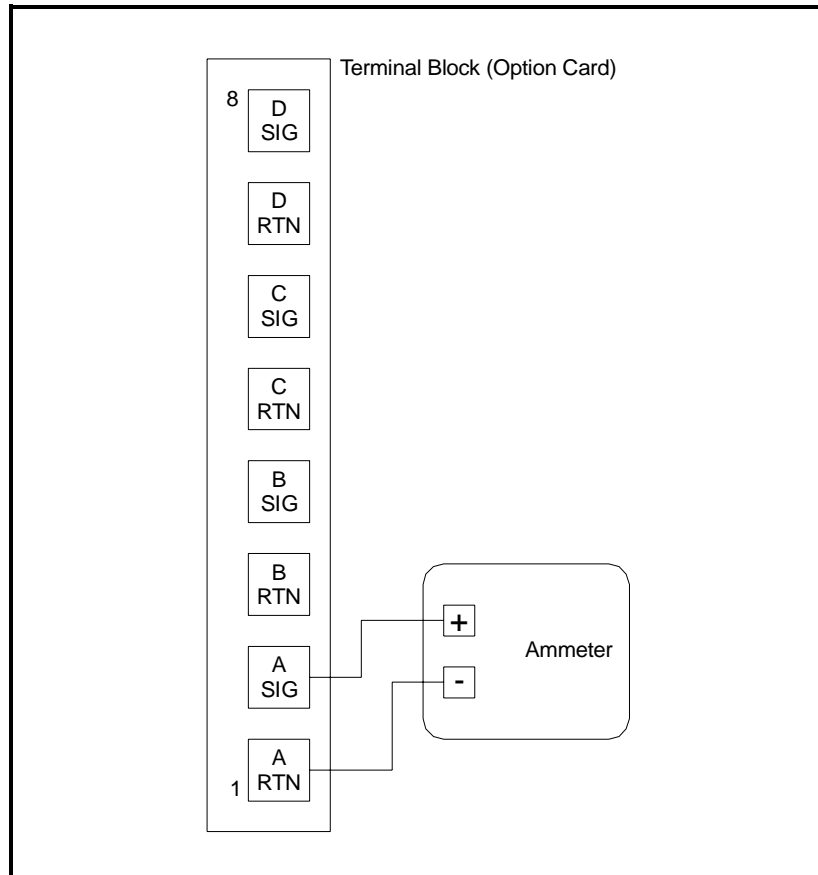 Terminal Block (Option Card)
8
D
SIG
D
RTN
C
SIG
C
RTN
B
SIG
B
RTN
+
Ammeter
A
SIG
-
A
RTN
1